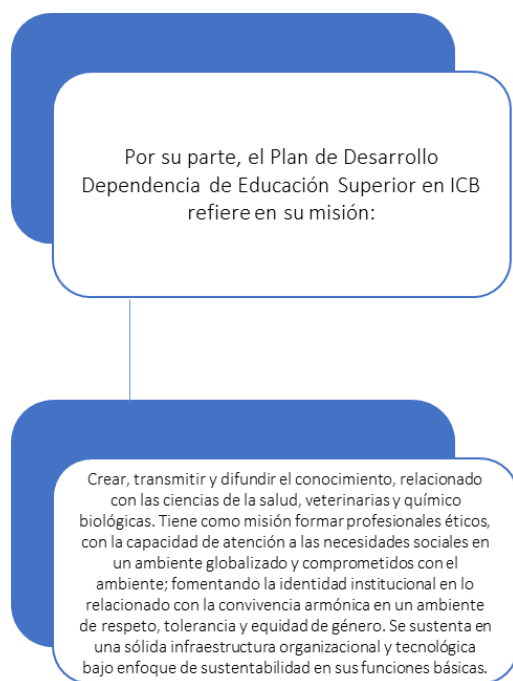 Por su parte, el Plan de Desarrollo
Dependencia de Educación Superior en ICB
refiere en su misión:
Crear, transmitir y difundir el conocimiento, relacionado
con las ciencias de la salud, veterinarias y químico
biológicas. Tiene como misión formar profesionales éticos,
con la capacidad de atención a las necesidades sociales en
un ambiente globalizado y comprometidos con el
ambiente; fomentando la identidad institucional en lo
relacionado con la convivencia armónica en un ambiente
de respeto, tolerancia y equidad de género. Se sustenta en
una sólida infraestructura organizacional y tecnológica
bajo enfoque de sustentabilidad en sus funciones básicas.